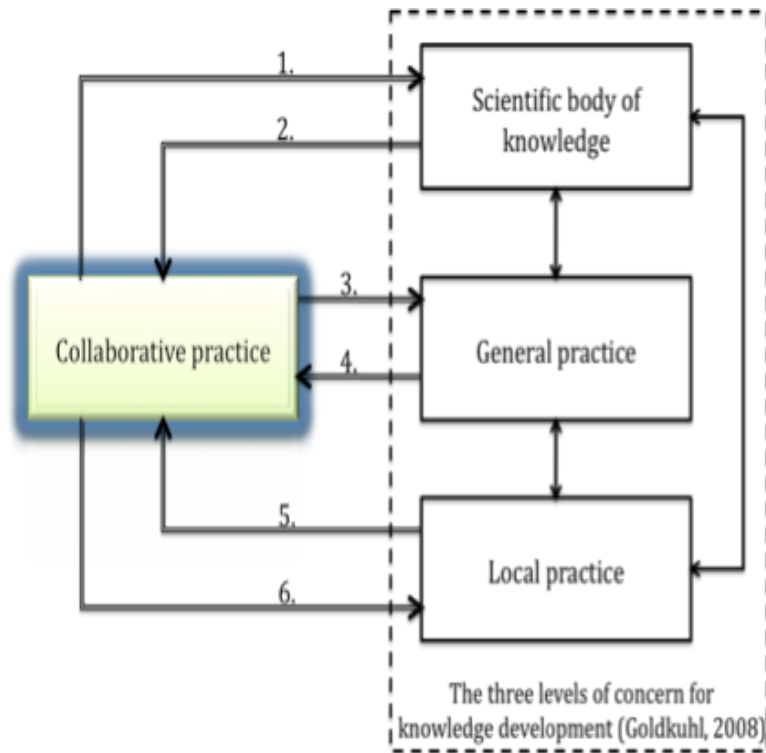 1.
Scientific body of
knowledge
2.
3.
Collaborative practice
General practice
4.
5.
Local practice
6.
The three levels of concern for
knowledge development (Goldkuhl, 2008)